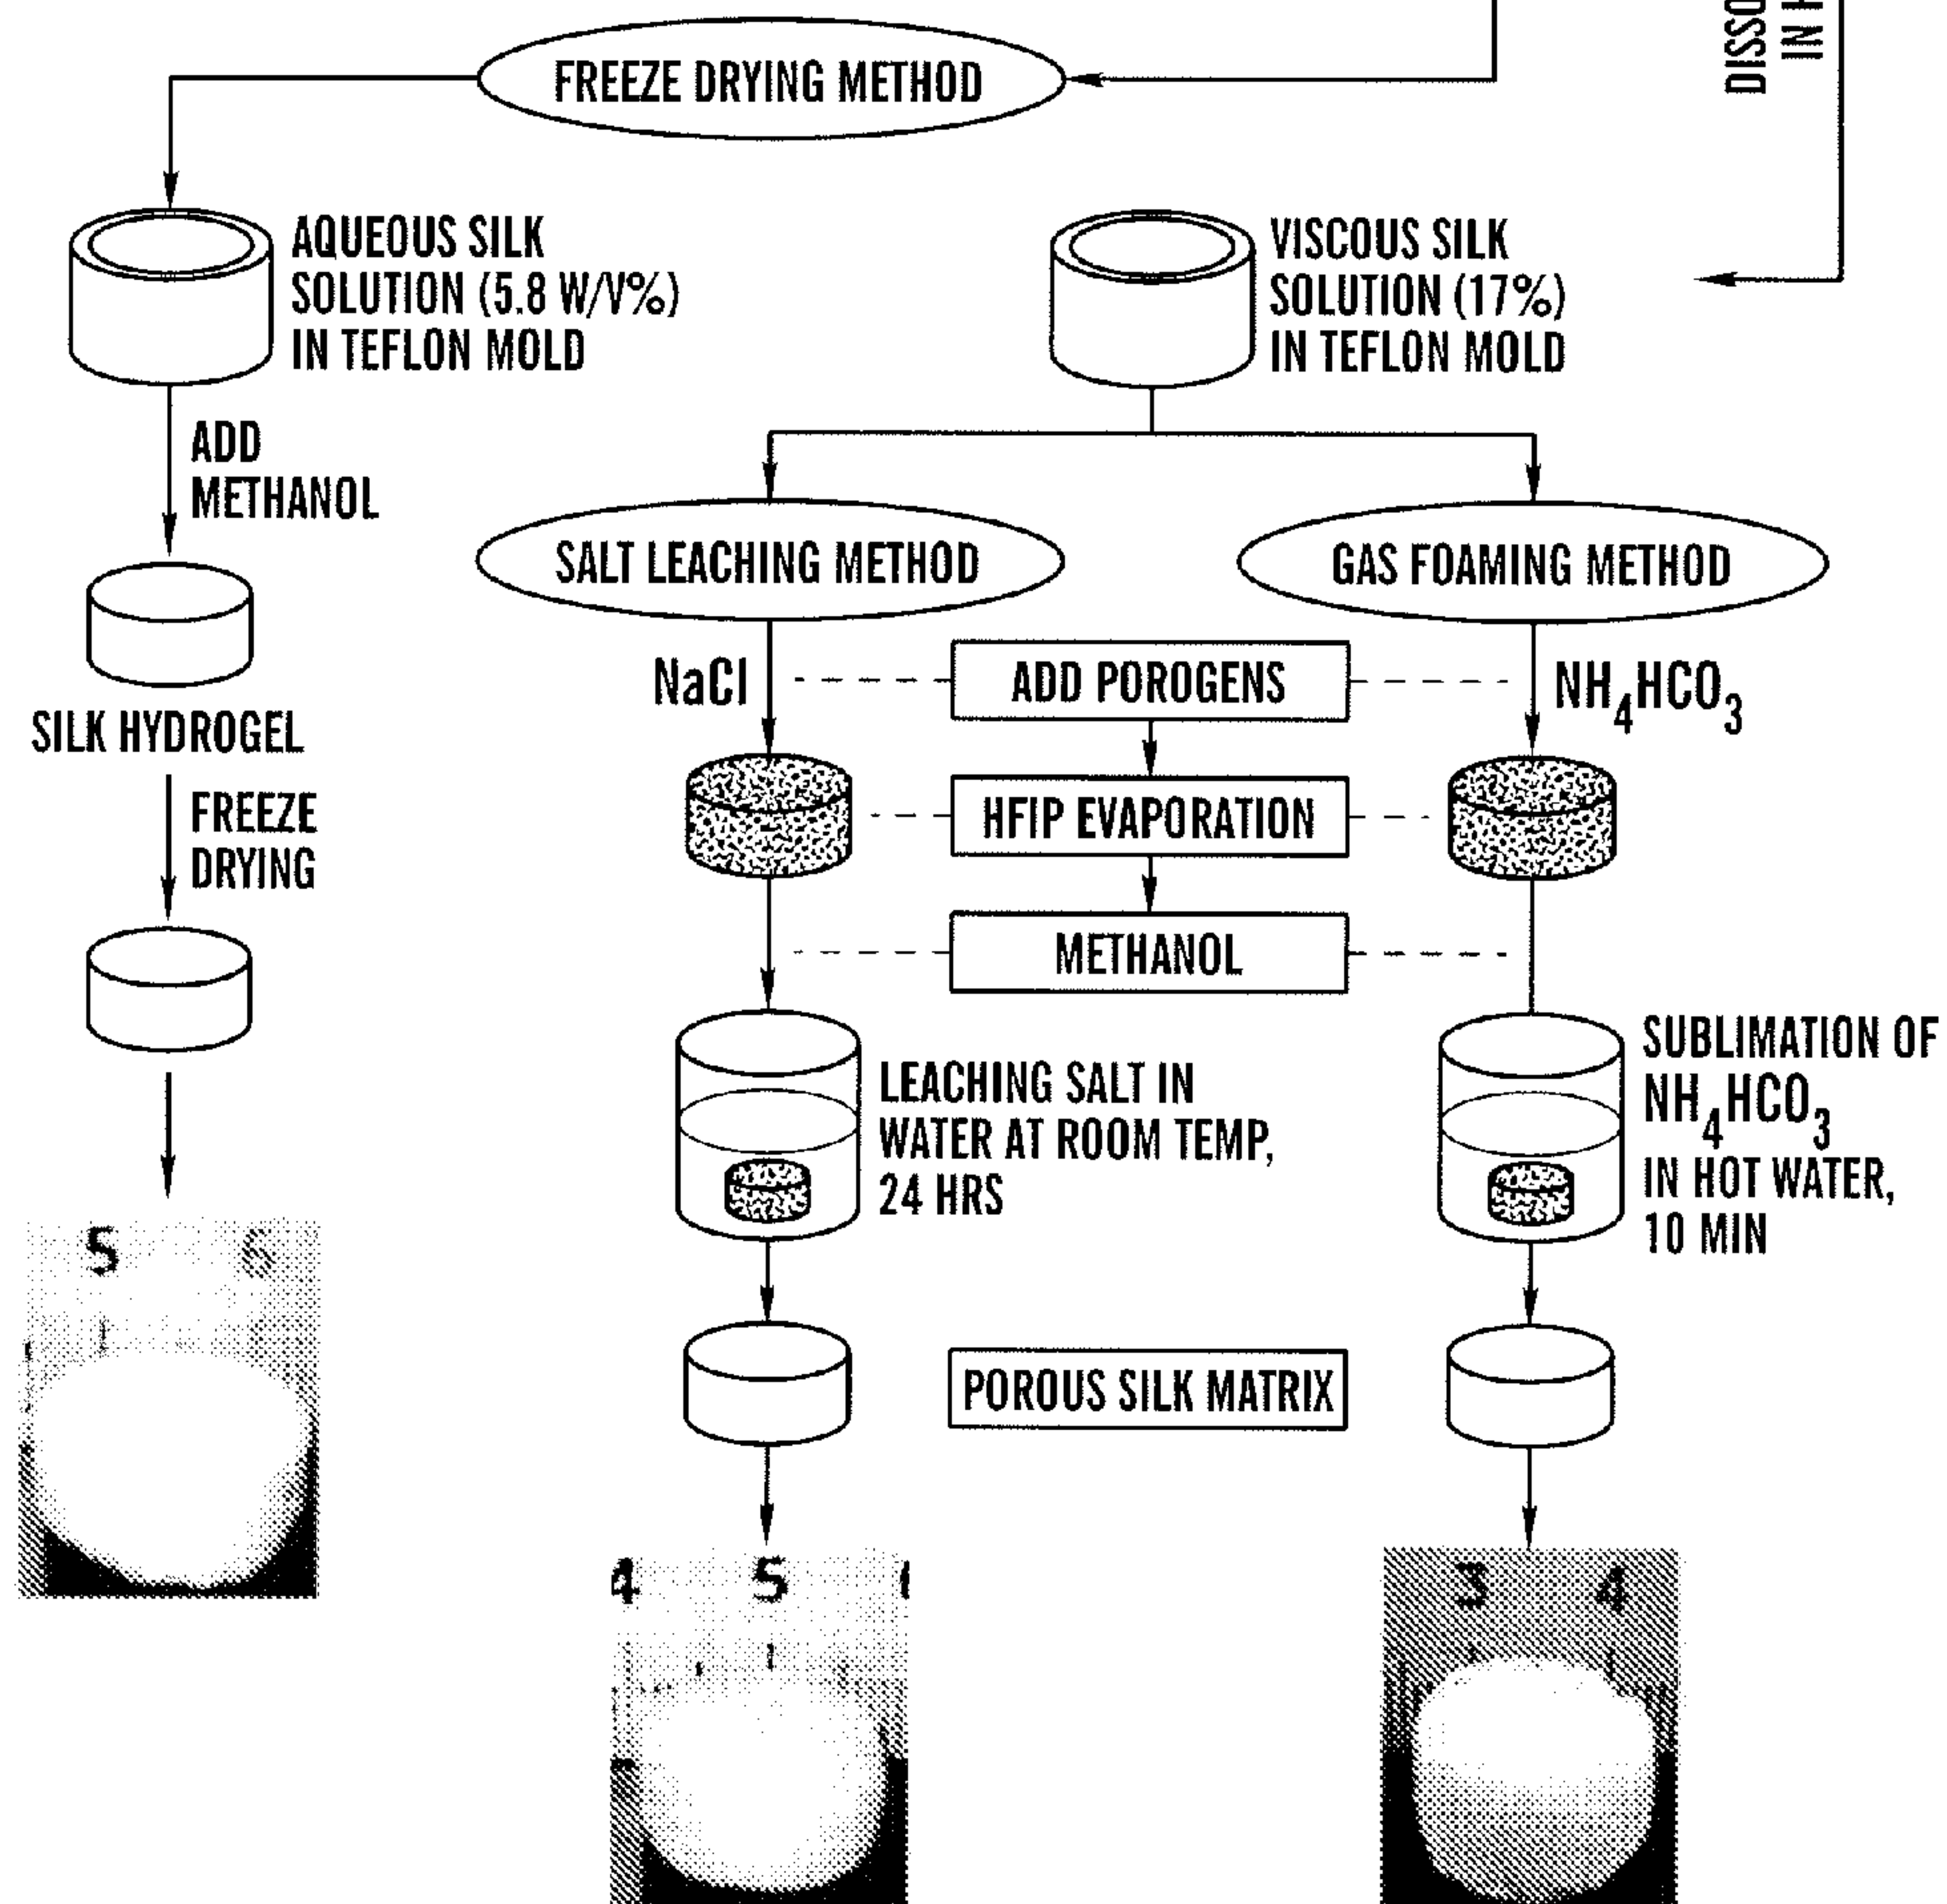 FREEZE DRYING METHOD
AQUEOUS SILK
SOLUTION (5.8 W/V%)
IN TEFLON MOLD
VISCOUS SILK
SOLUTION (17%)
IN TEFLON MOLD
ADD
METHANOL
SALT LEACHING METHOD
GAS FOAMING METHOD
NaCl
ADD POROGENS
NH4HCO3
SILK HYDROGEL
FREEZE
DRYING
HFIP EVAPORATION
METHANOL
LEACHING SALT IN
WATER AT ROOM TEMP,
24 HRS
SUBLIMATION OF
NH4HCO3
IN HOT WATER,
10 MIN
5 6
POROUS SILK MATRIX
4 5
3 4